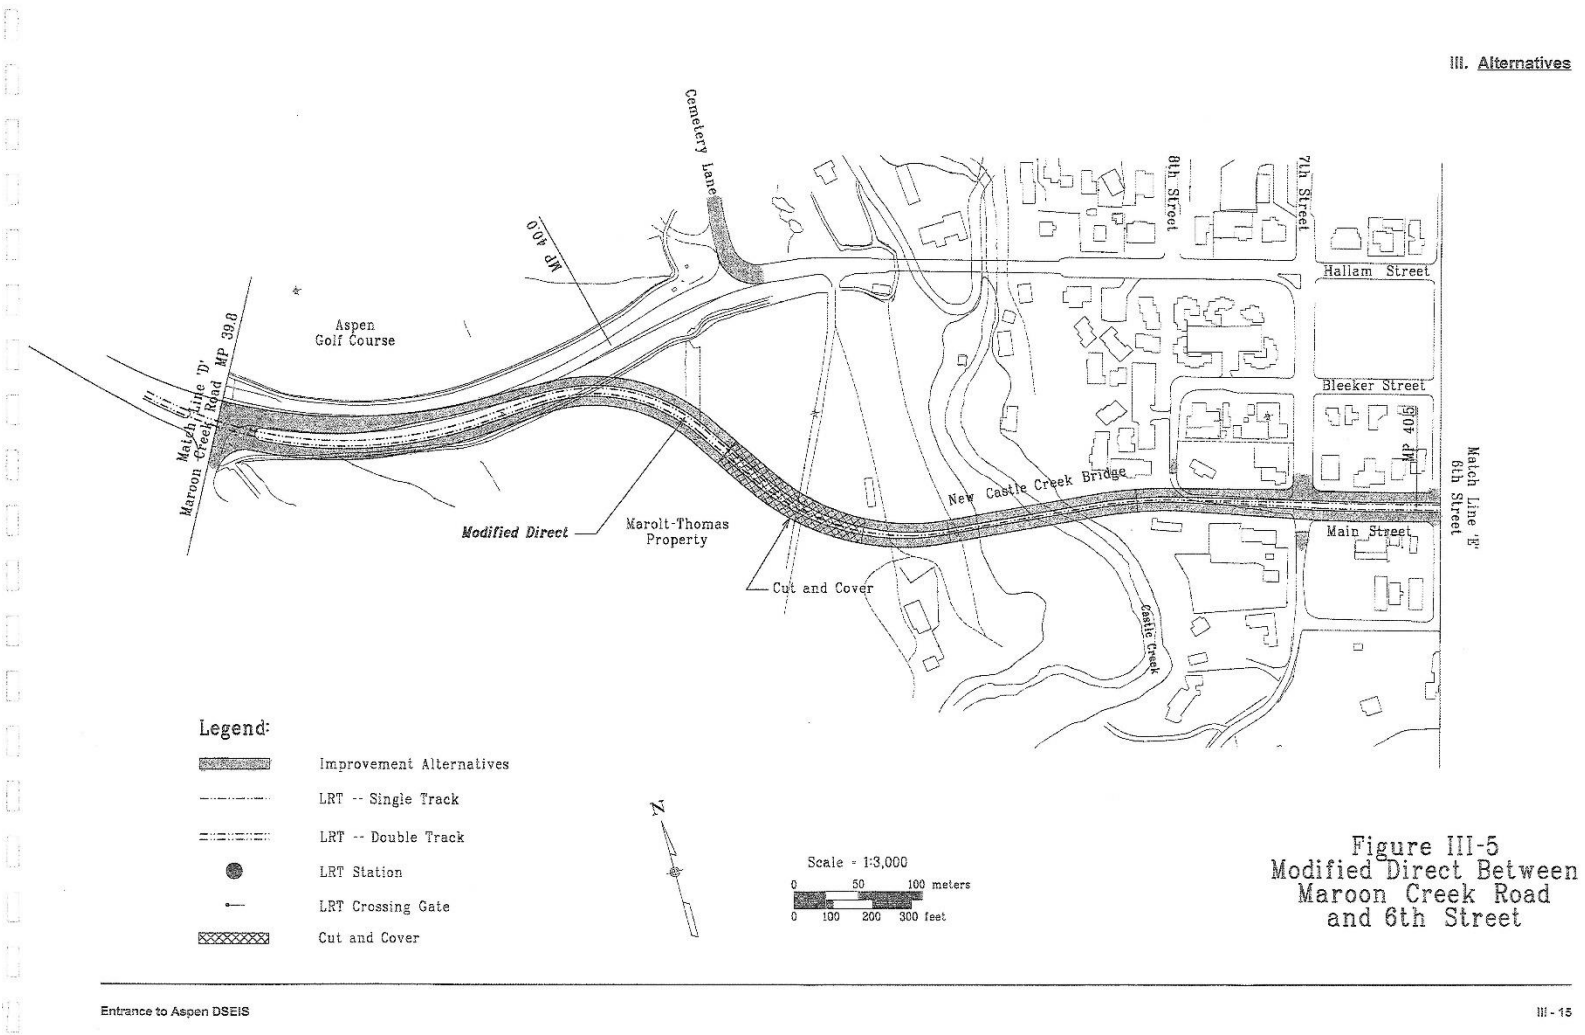 III. Alternatives
Cemetery Lane
8th Street
7th Street
MP 40.0
Hallam Street
Aspen
Golf Course
MP 39.8
Match Line 'D'
Maroon Creek Road
Bleeker Street
MP 40.5
Match Line 'E'
6th Street
New Castle Creek Bridge
Modified Direct
Marolt-Thomas
Property
Main Street
Cut and Cover
Castle Creek
Legend:
Improvement Alternatives
LRT -- Single Track
LRT -- Double Track
LRT Station
LRT Crossing Gate
Cut and Cover
N
Scale = 1:3,000
0 50 100 meters
0 100 200 300 feet
Figure III-5
Modified Direct Between
Maroon Creek Road
and 6th Street
Entrance to Aspen DSEIS
III - 15